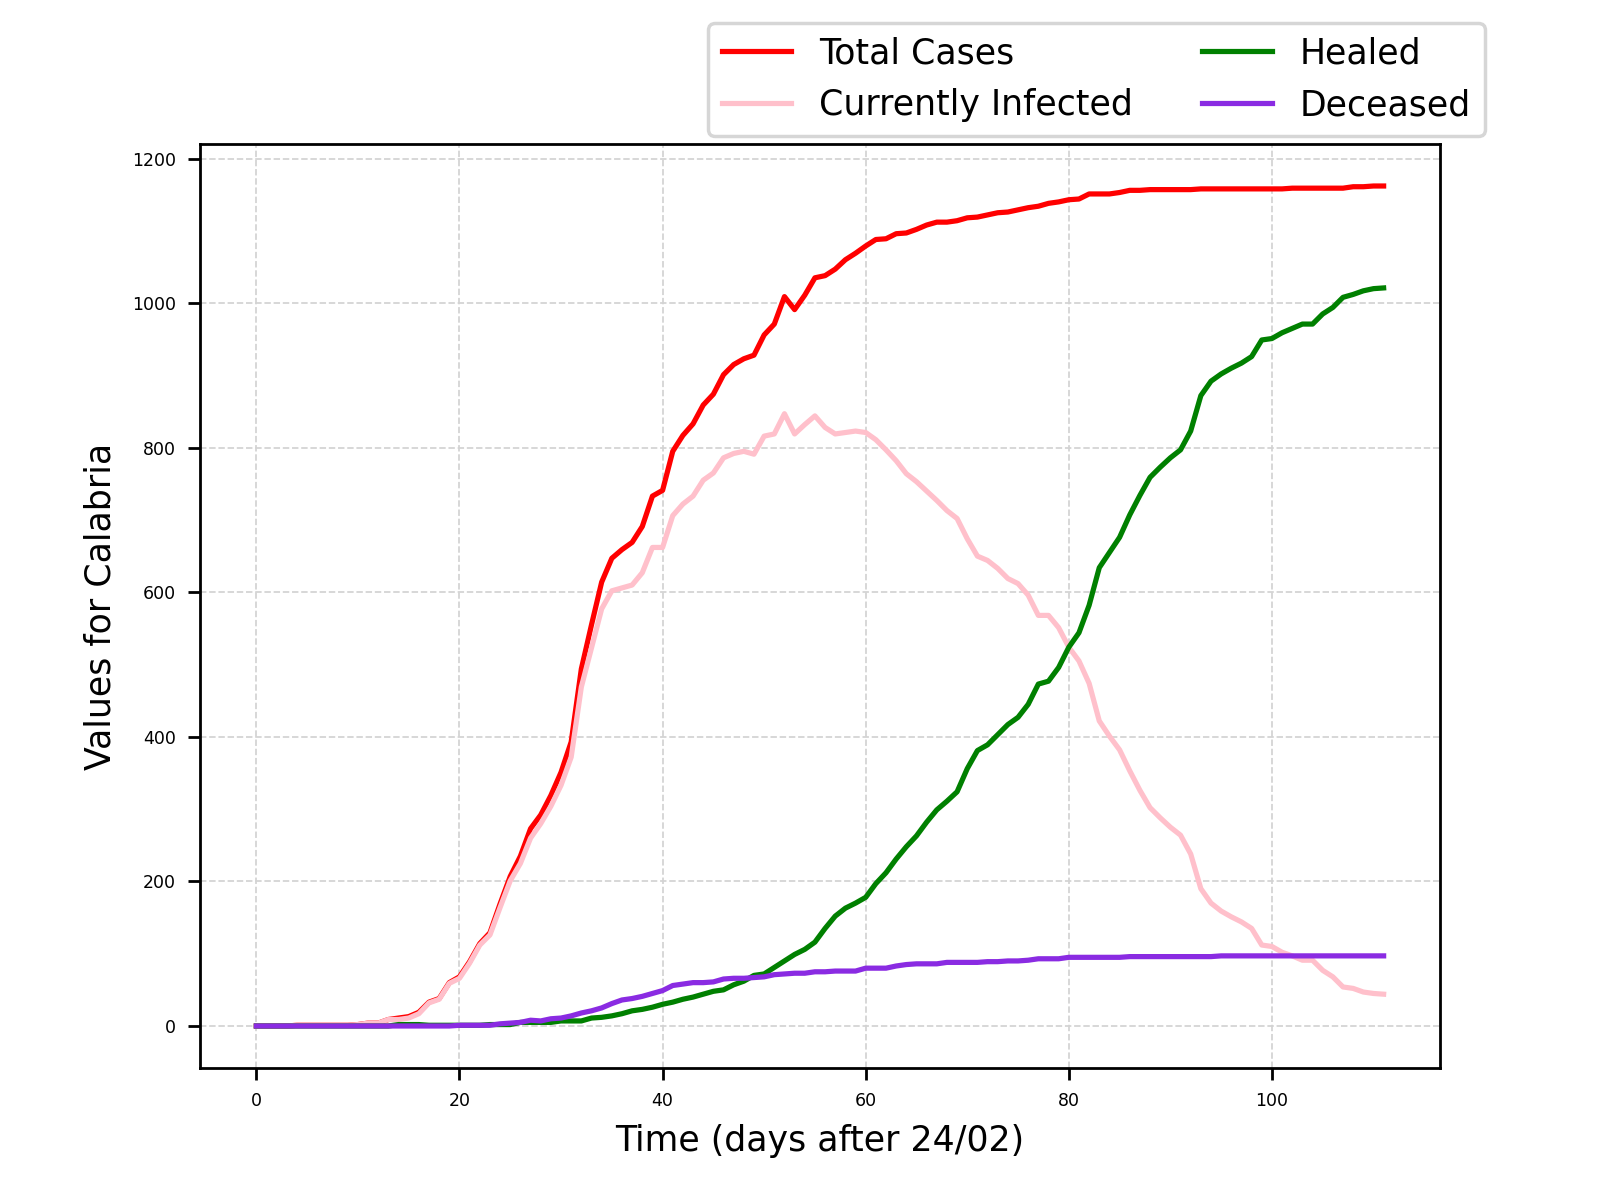 Total Cases
Currently Infected
Healed
Deceased
1200
1000
800
600
400
200
0
Values for Calabria
0 20 40 60 80 100
Time (days after 24/02)